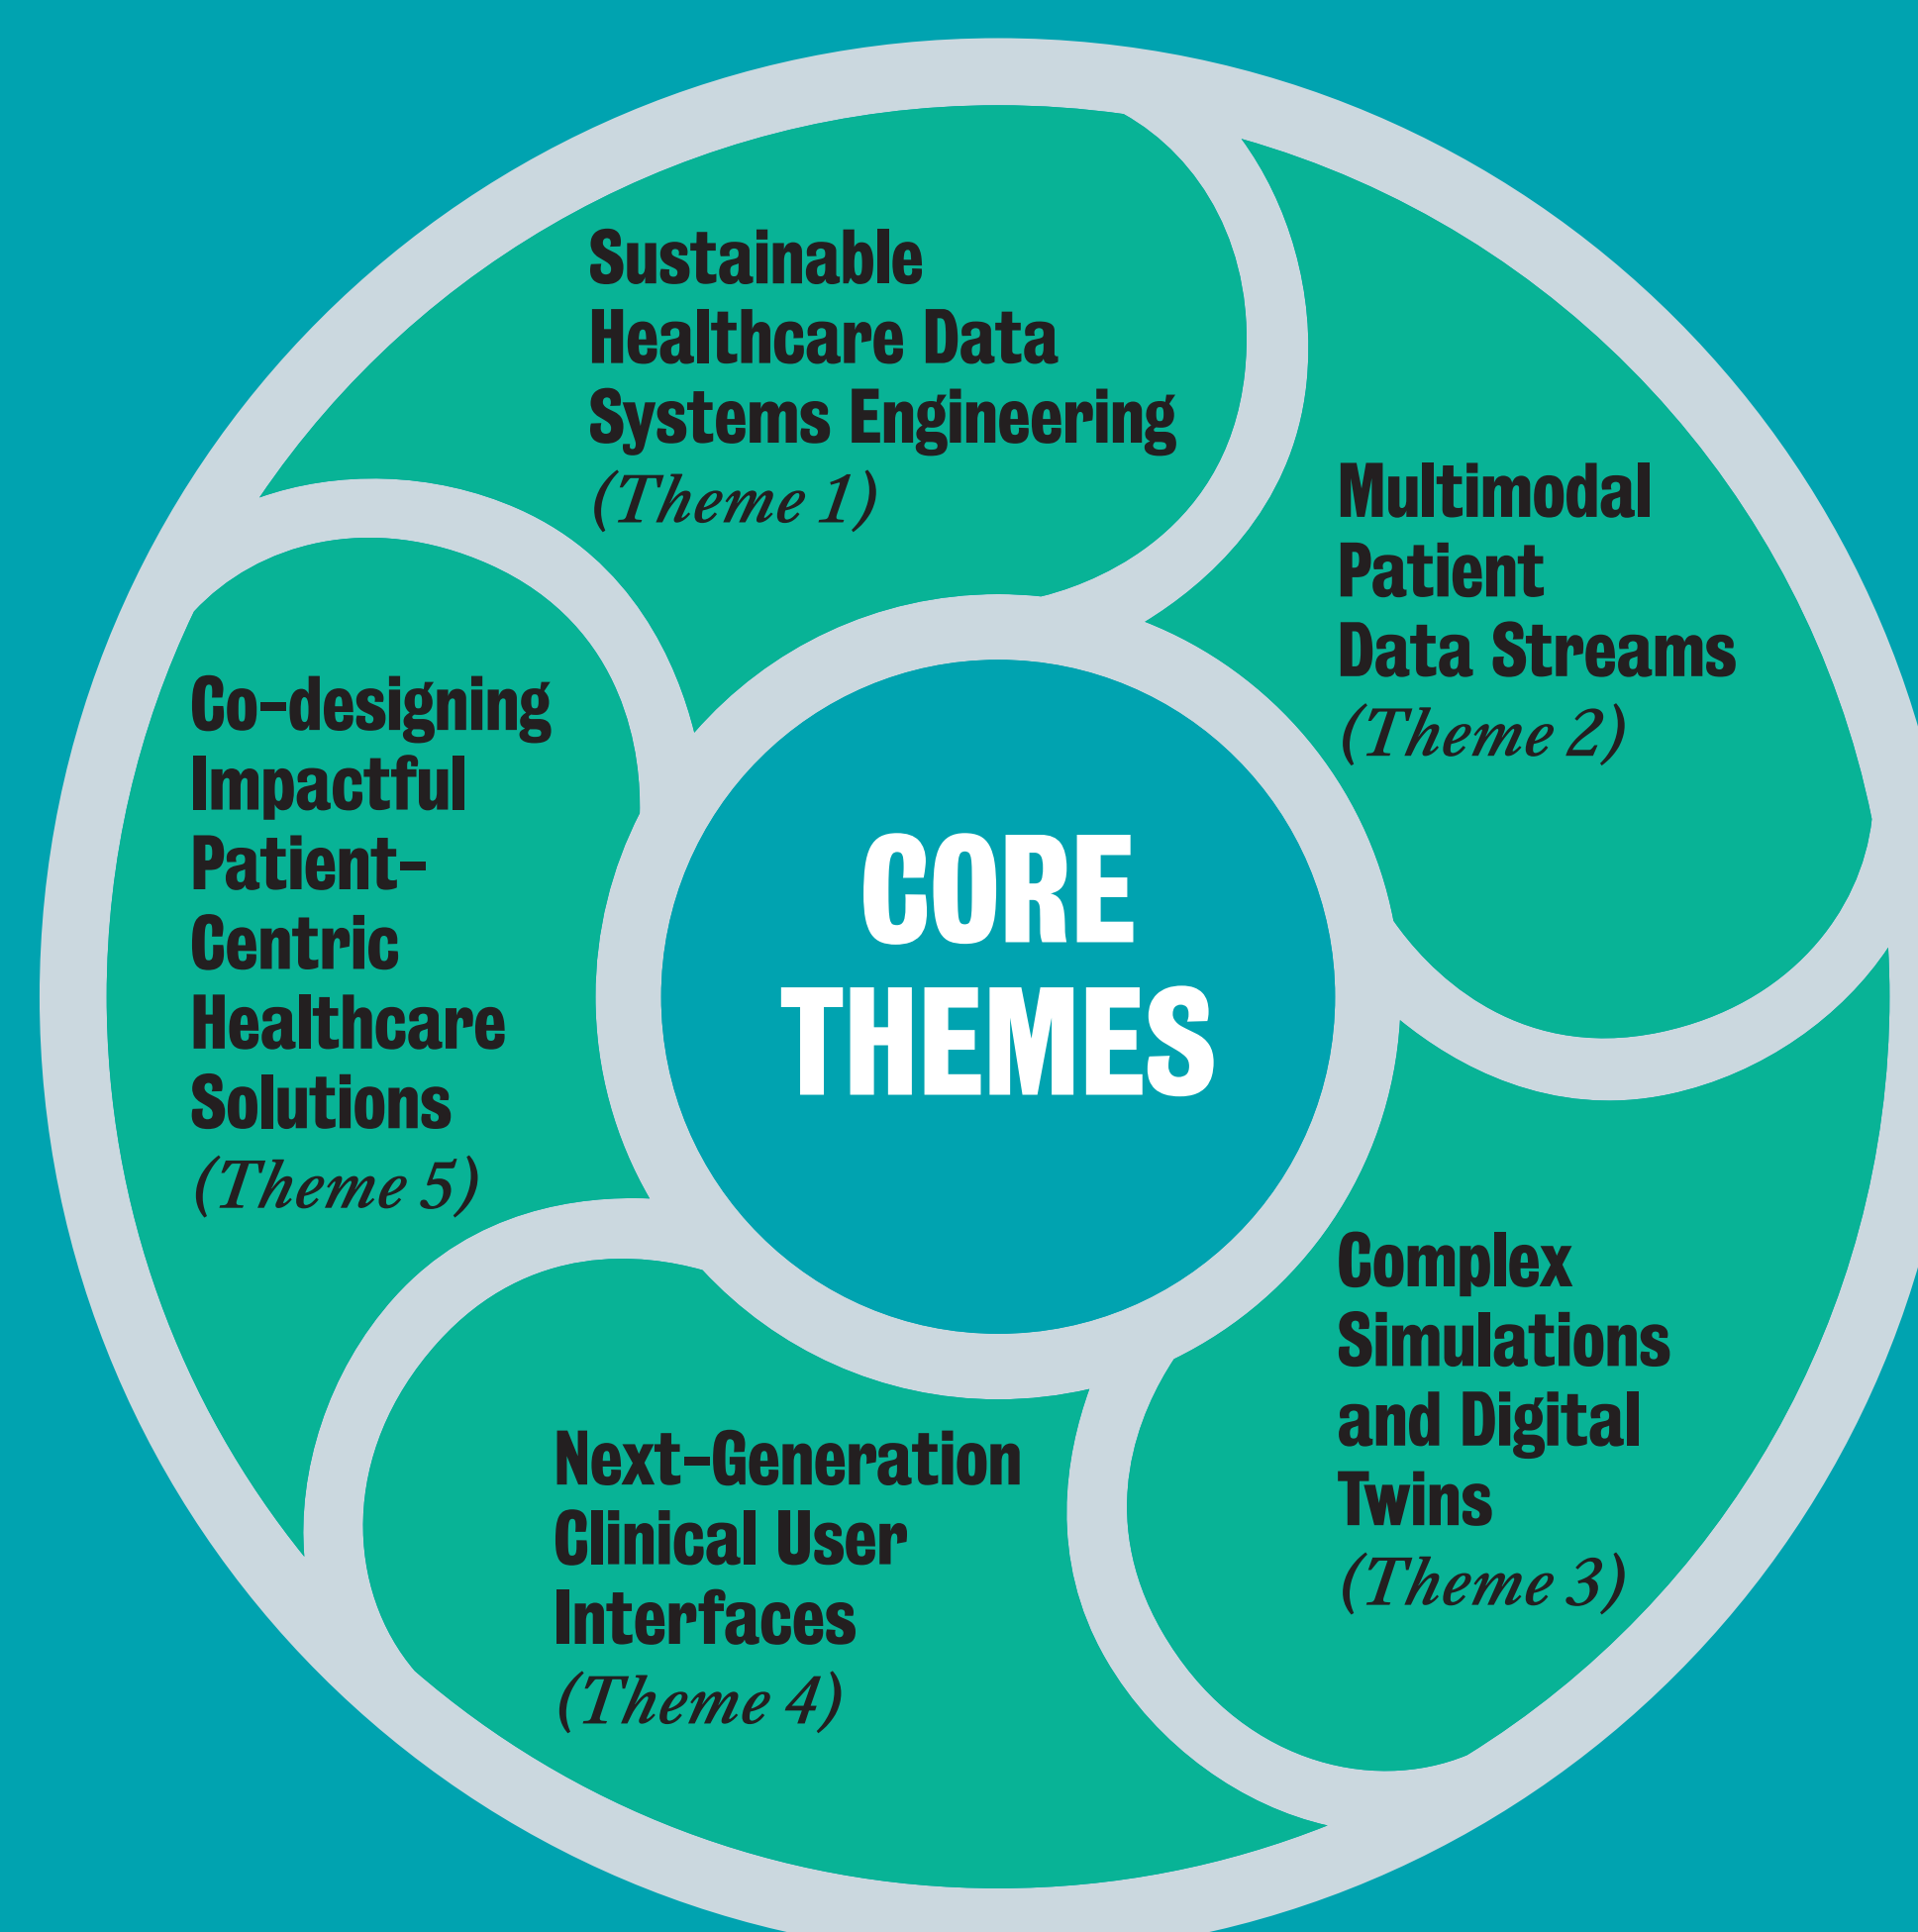 CORE
THEMES
Sustainable
Healthcare Data
Systems Engineering
(Theme 1)
Multimodal
Patient
Data Streams
(Theme 2)
Complex
Simulations
and Digital
Twins
(Theme 3)
Next-Generation
Clinical User
Interfaces
(Theme 4)
Co-designing
Impactful
Patient-
Centric
Healthcare
Solutions
(Theme 5)